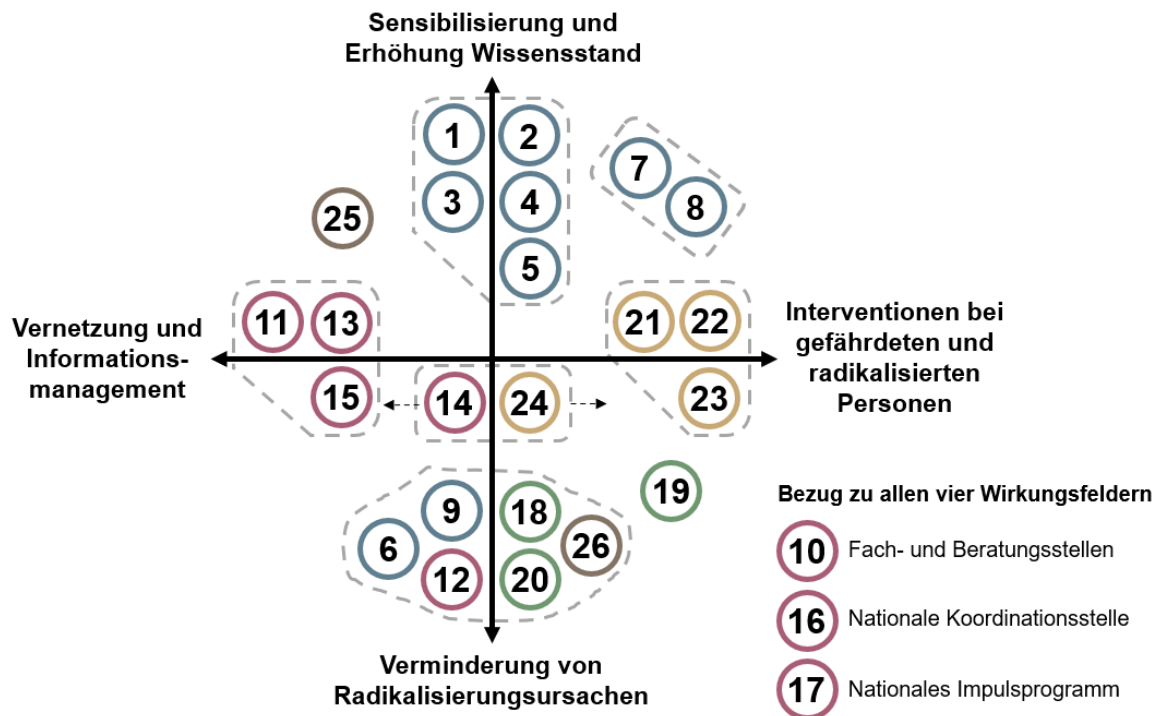 Sensibilisierung und
Erhöhung Wissensstand
1
2
7
3
4
8
25
5
Vernetzung und
Informations-
management
11
13
21
22
Interventionen bei
gefährdeten und
radikalisierten
Personen
15
14
24
23
9
18
19
6
26
12
20
Bezug zu allen vier Wirkungsfeldern
10 Fach- und Beratungsstellen
16 Nationale Koordinationsstelle
17 Nationales Impulsprogramm
Verminderung von
Radikalisierungsursachen